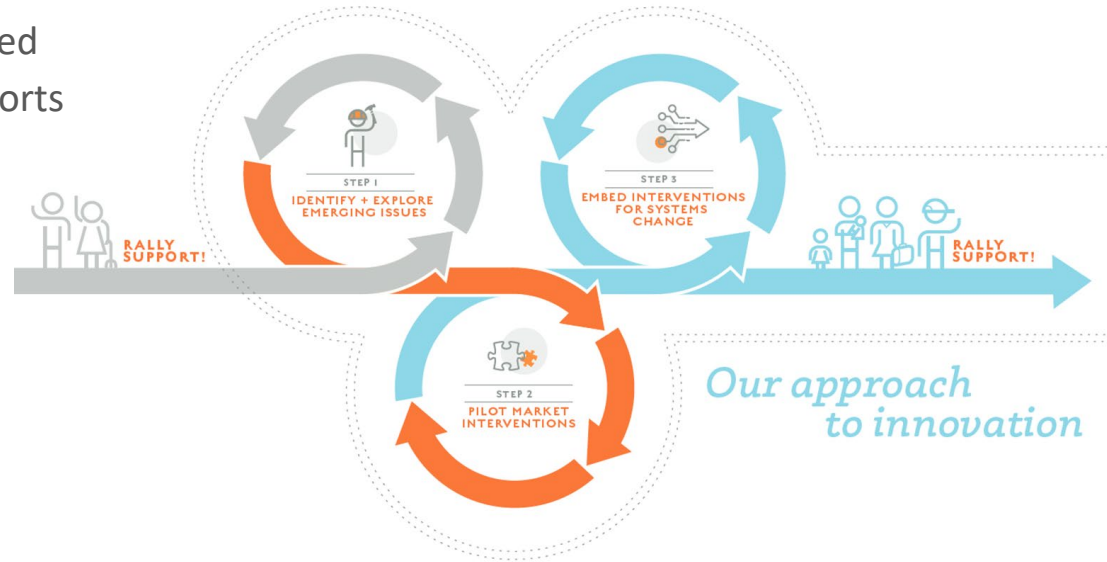 ed
orts
RALLY
SUPPORT!
STEP 1
IDENTIFY + EXPLORE
EMERGING ISSUES
STEP 2
PILOT MARKET
INTERVENTIONS
STEP 3
EMBED INTERVENTIONS
FOR SYSTEMS
CHANGE
RALLY
SUPPORT!
Our approach
to innovation